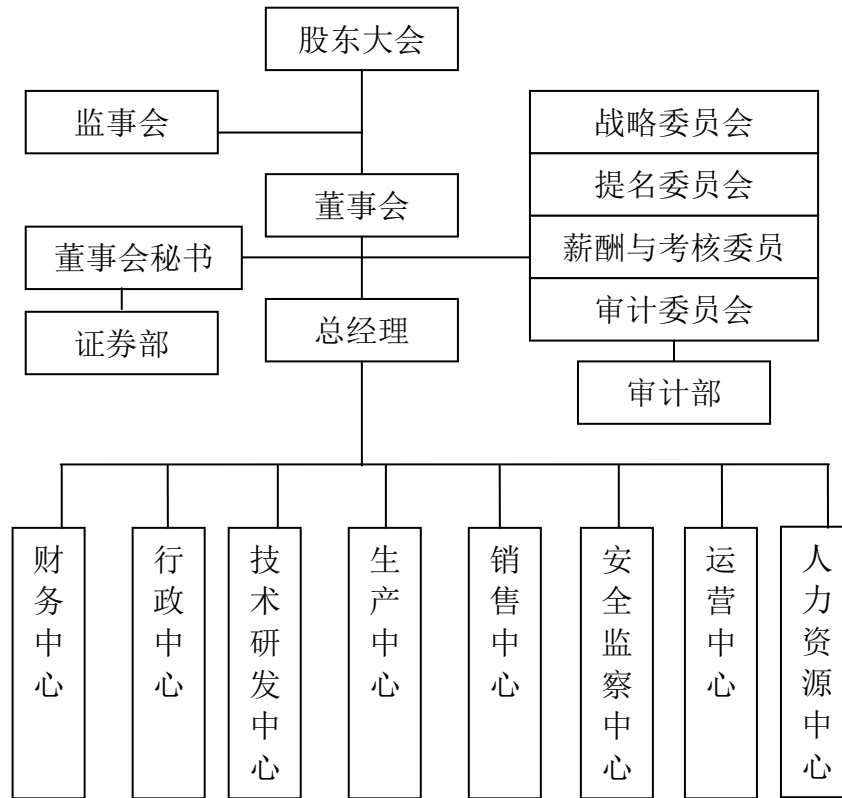 股东大会
监事会
战略委员会
提名委员会
董事会
董事会秘书
薪酬与考核委员
审计委员会
总经理
证券部
审计部
财务中心
行政中心
技术研发中心
生产中心
销售中心
安全监察中心
运营中心
人力资源中心